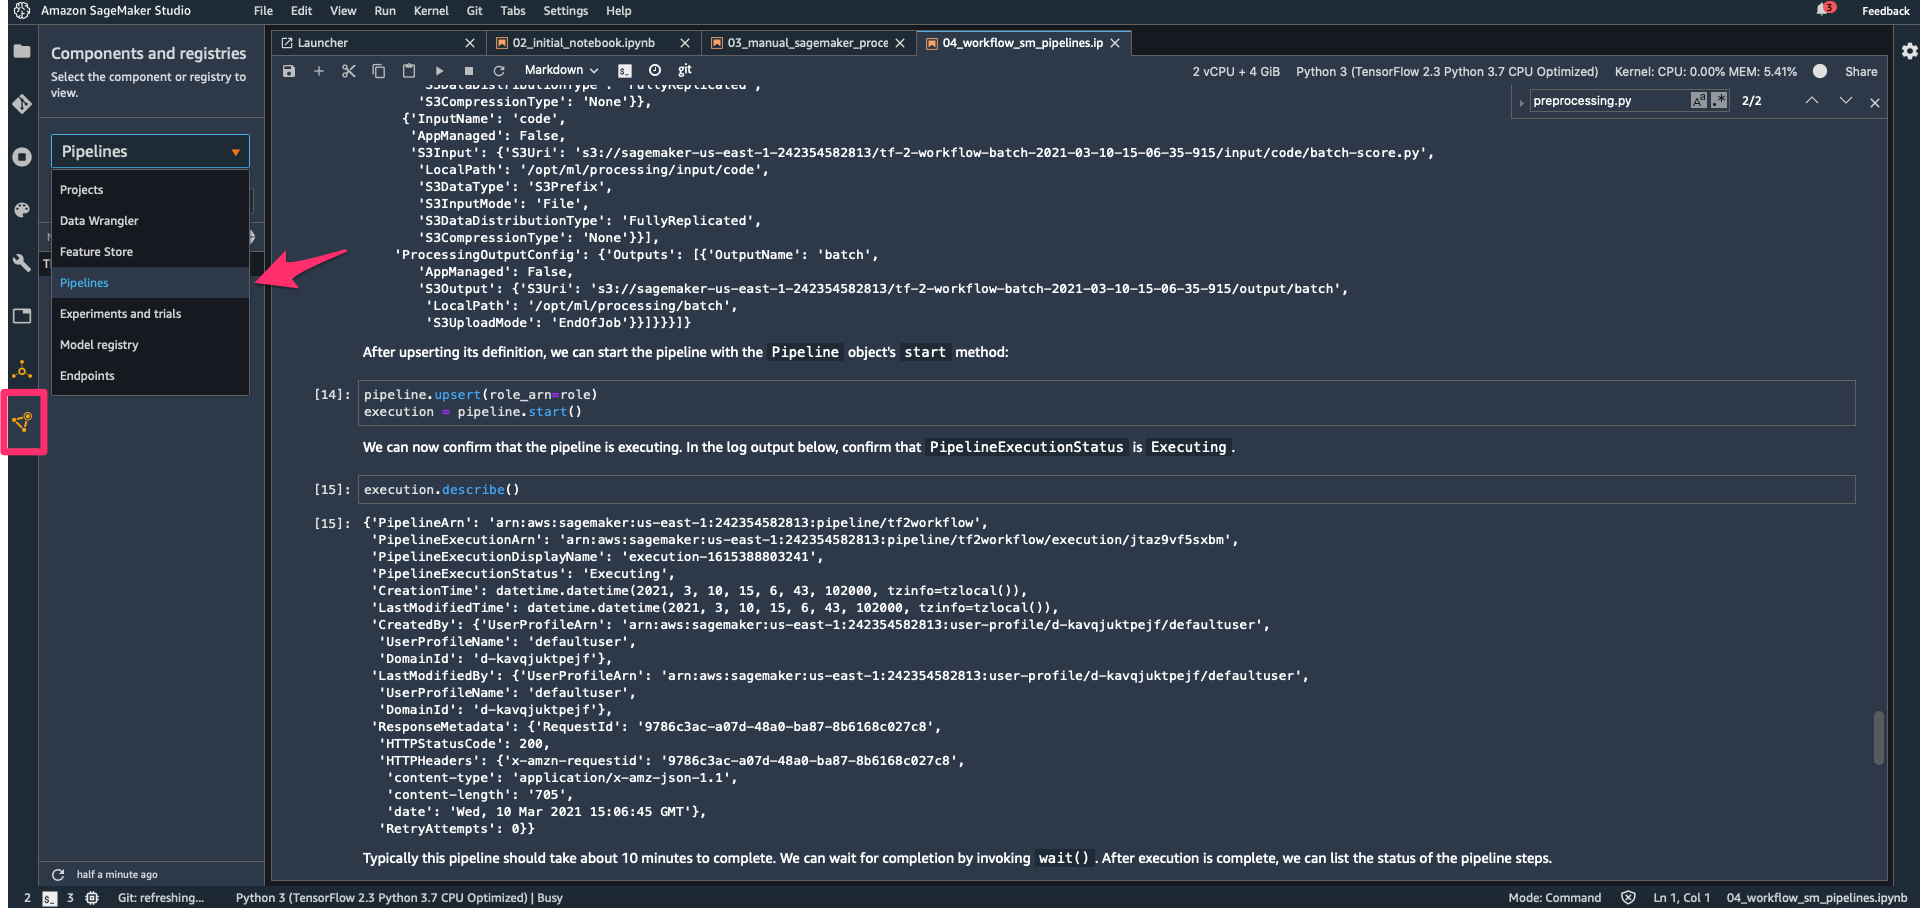 Amazon SageMaker Studio
File Edit View Run Kernel Git Tabs Settings Help
3
Feedback
Components and registries
Select the component or registry to
view.
Pipelines
Projects
Data Wrangler
Feature Store
Pipelines
Experiments and trials
Model registry
Endpoints
half a minute ago
Launcher
02_initial_notebook.ipynb
03_manual_sagemaker_proce
04_workflow_sm_pipelines.ip
Markdown
git
2 vCPU + 4 GiB Python 3 (TensorFlow 2.3 Python 3.7 CPU Optimized) Kernel: CPU: 0.00% MEM: 5.41% Share
preprocessing.py 2/2
'S3DataDistributionType': 'FullyReplicated',
'S3CompressionType': 'None'}},
{'InputName': 'code',
'AppManaged': False,
'S3Input': {'S3Uri': 's3://sagemaker-us-east-1-242354582813/tf-2-workflow-batch-2021-03-10-15-06-35-915/input/code/batch-score.py',
'LocalPath': '/opt/ml/processing/input/code',
'S3DataType': 'S3Prefix',
'S3InputMode': 'File',
'S3DataDistributionType': 'FullyReplicated',
'S3CompressionType': 'None'}}],
'ProcessingOutputConfig': {'Outputs': [{'OutputName': 'batch',
'AppManaged': False,
'S3Output': {'S3Uri': 's3://sagemaker-us-east-1-242354582813/tf-2-workflow-batch-2021-03-10-15-06-35-915/output/batch',
'LocalPath': '/opt/ml/processing/batch',
'S3UploadMode': 'EndOfJob'}}]}}}]}
After upserting its definition, we can start the pipeline with the Pipeline object's start method:
[14]: pipeline.upsert(role_arn=role)
execution = pipeline.start()
We can now confirm that the pipeline is executing. In the log output below, confirm that PipelineExecutionStatus is Executing .
[15]: execution.describe()
[15]: {'PipelineArn': 'arn:aws:sagemaker:us-east-1:242354582813:pipeline/tf2workflow',
'PipelineExecutionArn': 'arn:aws:sagemaker:us-east-1:242354582813:pipeline/tf2workflow/execution/jtaz9vf5sxbm',
'PipelineExecutionDisplayName': 'execution-1615388803241',
'PipelineExecutionStatus': 'Executing',
'CreationTime': datetime.datetime(2021, 3, 10, 15, 6, 43, 102000, tzinfo=tzlocal()),
'LastModifiedTime': datetime.datetime(2021, 3, 10, 15, 6, 43, 102000, tzinfo=tzlocal()),
'CreatedBy': {'UserProfileArn': 'arn:aws:sagemaker:us-east-1:242354582813:user-profile/d-kavqjuktpejf/defaultuser',
'UserProfileName': 'defaultuser',
'DomainId': 'd-kavqjuktpejf'},
'LastModifiedBy': {'UserProfileArn': 'arn:aws:sagemaker:us-east-1:242354582813:user-profile/d-kavqjuktpejf/defaultuser',
'UserProfileName': 'defaultuser',
'DomainId': 'd-kavqjuktpejf'},
'ResponseMetadata': {'RequestId': '9786c3ac-a07d-48a0-ba87-8b6168c027c8',
'HTTPStatusCode': 200,
'HTTPHeaders': {'x-amzn-requestid': '9786c3ac-a07d-48a0-ba87-8b6168c027c8',
'content-type': 'application/x-amz-json-1.1',
'content-length': '705',
'date': 'Wed, 10 Mar 2021 15:06:45 GMT'},
'RetryAttempts': 0}}
Typically this pipeline should take about 10 minutes to complete. We can wait for completion by invoking wait() . After execution is complete, we can list the status of the pipeline steps.
2 3 Git: refreshing... Python 3 (TensorFlow 2.3 Python 3.7 CPU Optimized) | Busy
Mode: Command Ln 1, Col 1 04_workflow_sm_pipelines.ipynb